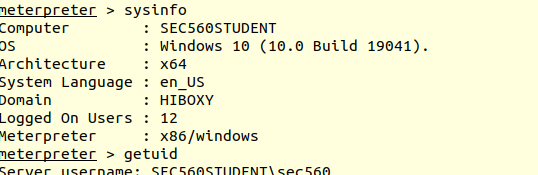 meterpreter > sysinfo
Computer        : SEC560STUDENT
OS              : Windows 10 (10.0 Build 19041).
Architecture    : x64
System Language : en_US
Domain          : HIBOXY
Logged On Users : 12
Meterpreter     : x86/windows
meterpreter > getuid
Server username: SEC560STUDENT\sec560